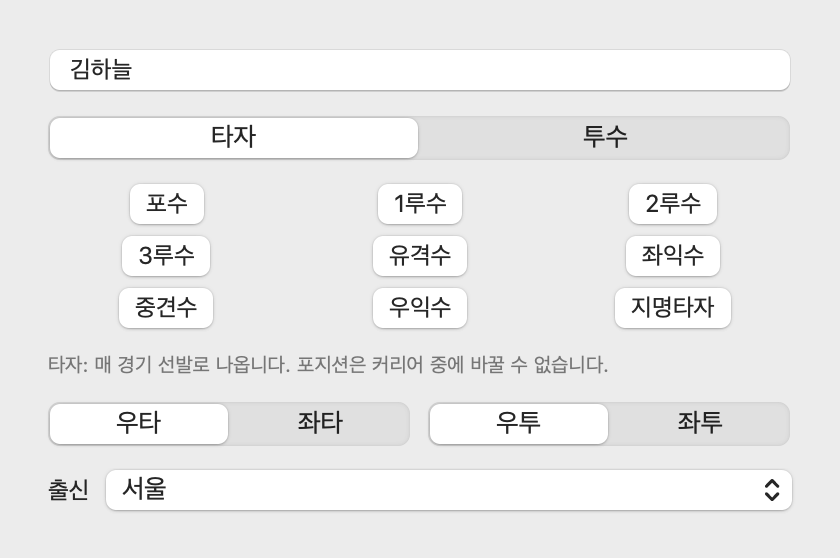 김하늘
타자 투수
포수 1루수 2루수
3루수 유격수 좌익수
중견수 우익수 지명타자
타자: 매 경기 선발로 나옵니다. 포지션은 커리어 중에 바꿀 수 없습니다.
우타 좌타 우투 좌투
출신 서울